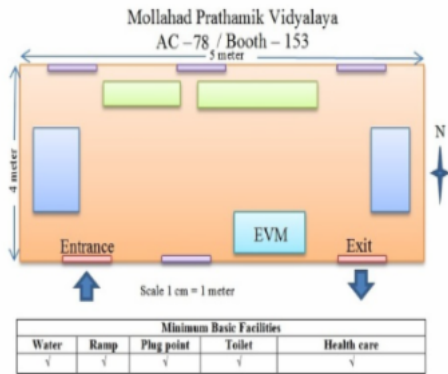 Mollahad Prathamik Vidyalaya
AC – 78 / Booth – 153
5 meter
4 meter
N
EVM
Entrance
Exit
Scale 1 cm = 1 meter
Minimum Basic Facilities
Water Ramp Plug point Toilet Health care
√ √ √ √ √